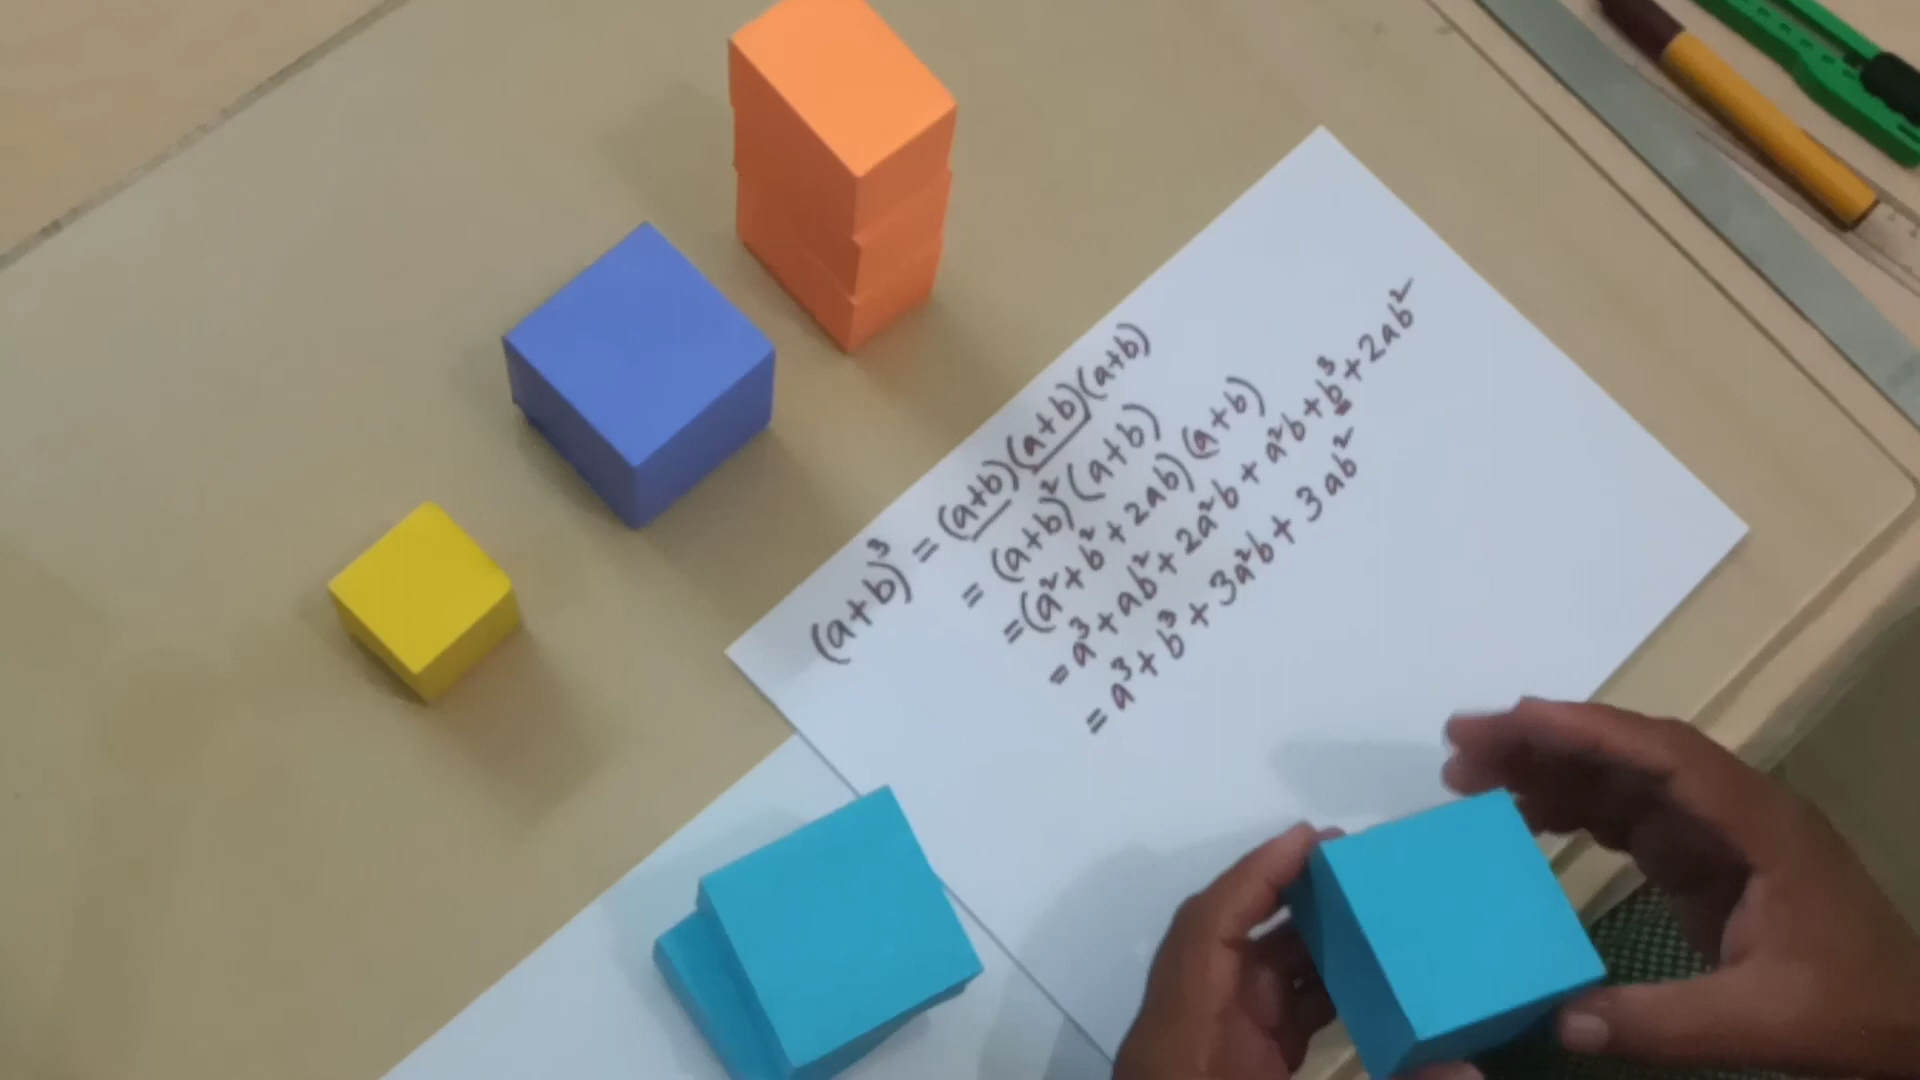 (a+b)³ = (a+b)(a+b)(a+b)
= (a+b)²(a+b)
= (a²+b²+2ab)(a+b)
= a³+ab²+2a²b+a²b+b³+2ab²
= a³+b³+3a²b+3ab²